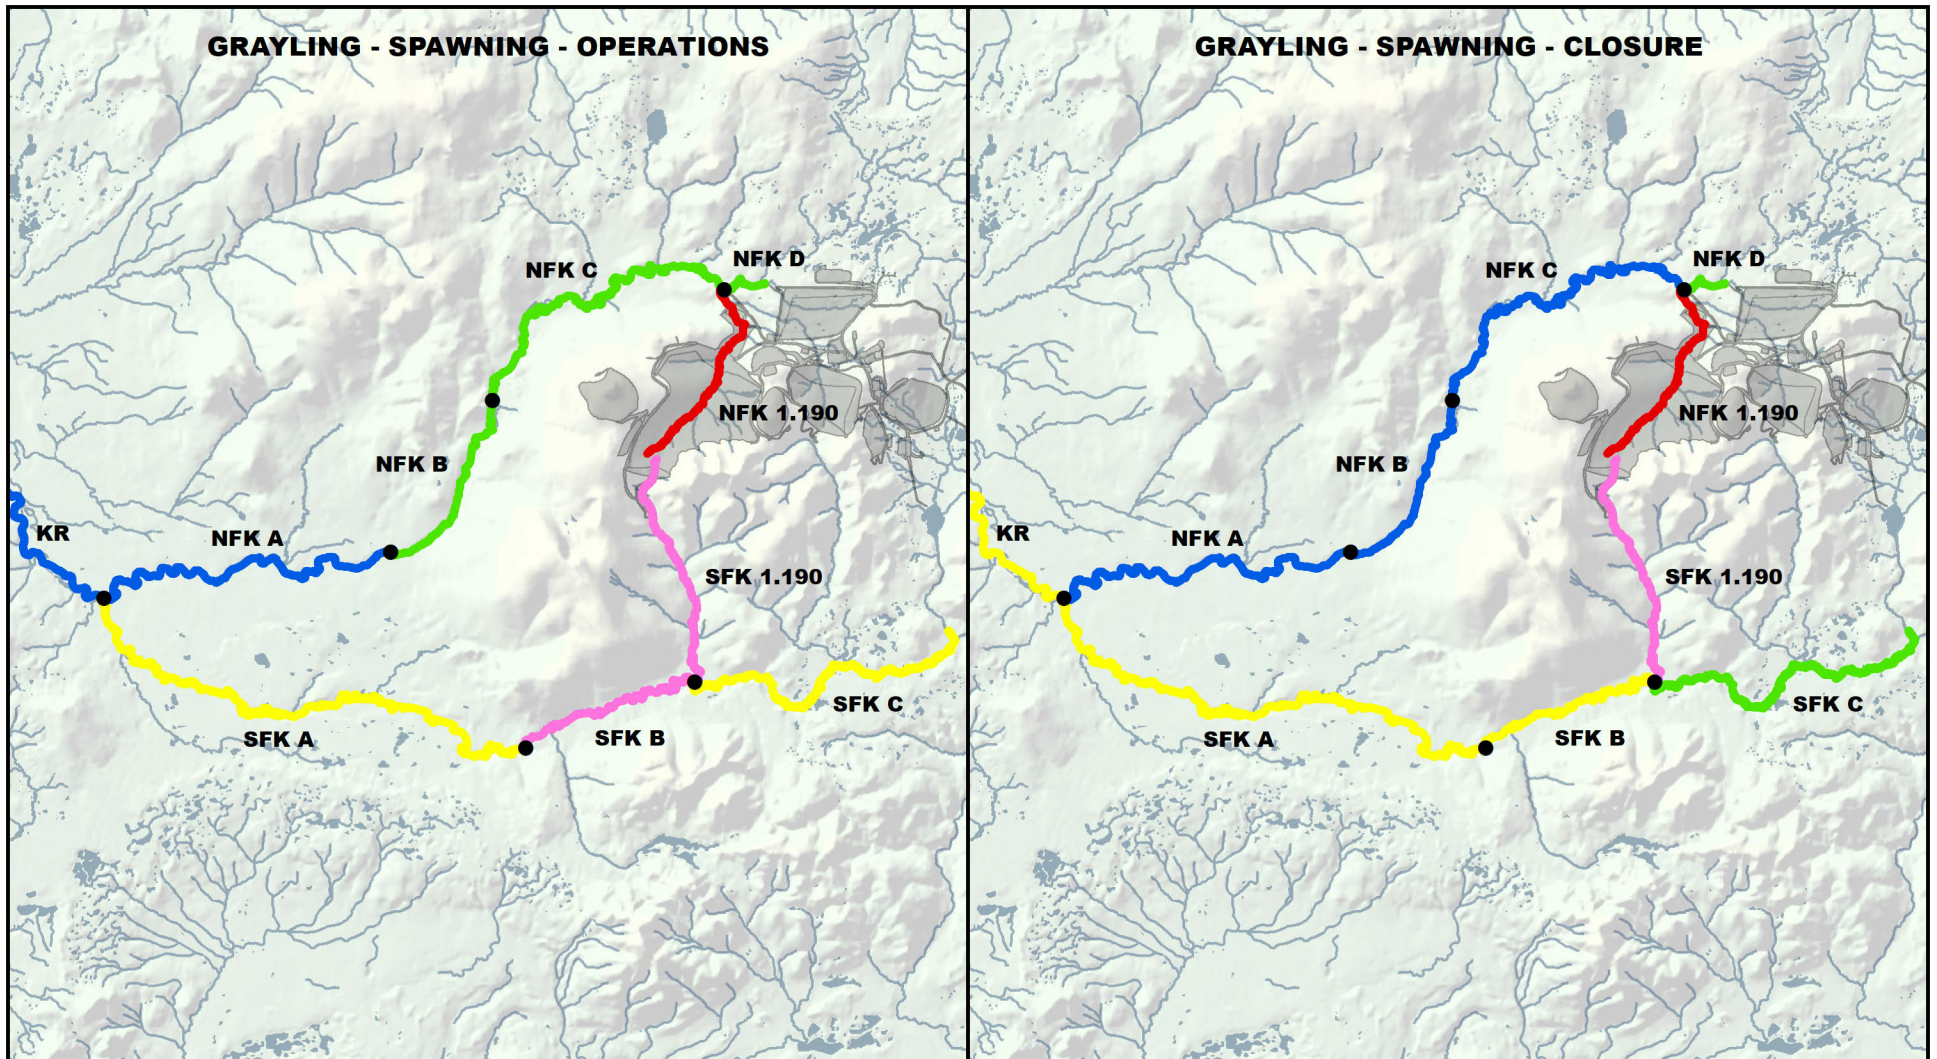 GRAYLING - SPAWNING - OPERATIONS
NFK D
NFK C
NFK 1.190
NFK B
KR
NFK A
SFK 1.190
SFK C
SFK A
SFK B
GRAYLING - SPAWNING - CLOSURE
NFK D
NFK C
NFK 1.190
NFK B
KR
NFK A
SFK 1.190
SFK C
SFK A
SFK B